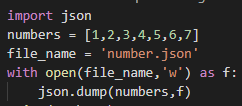 import json
numbers = [1,2,3,4,5,6,7]
file_name = 'number.json'
with open(file_name,'w') as f:
    json.dump(numbers,f)